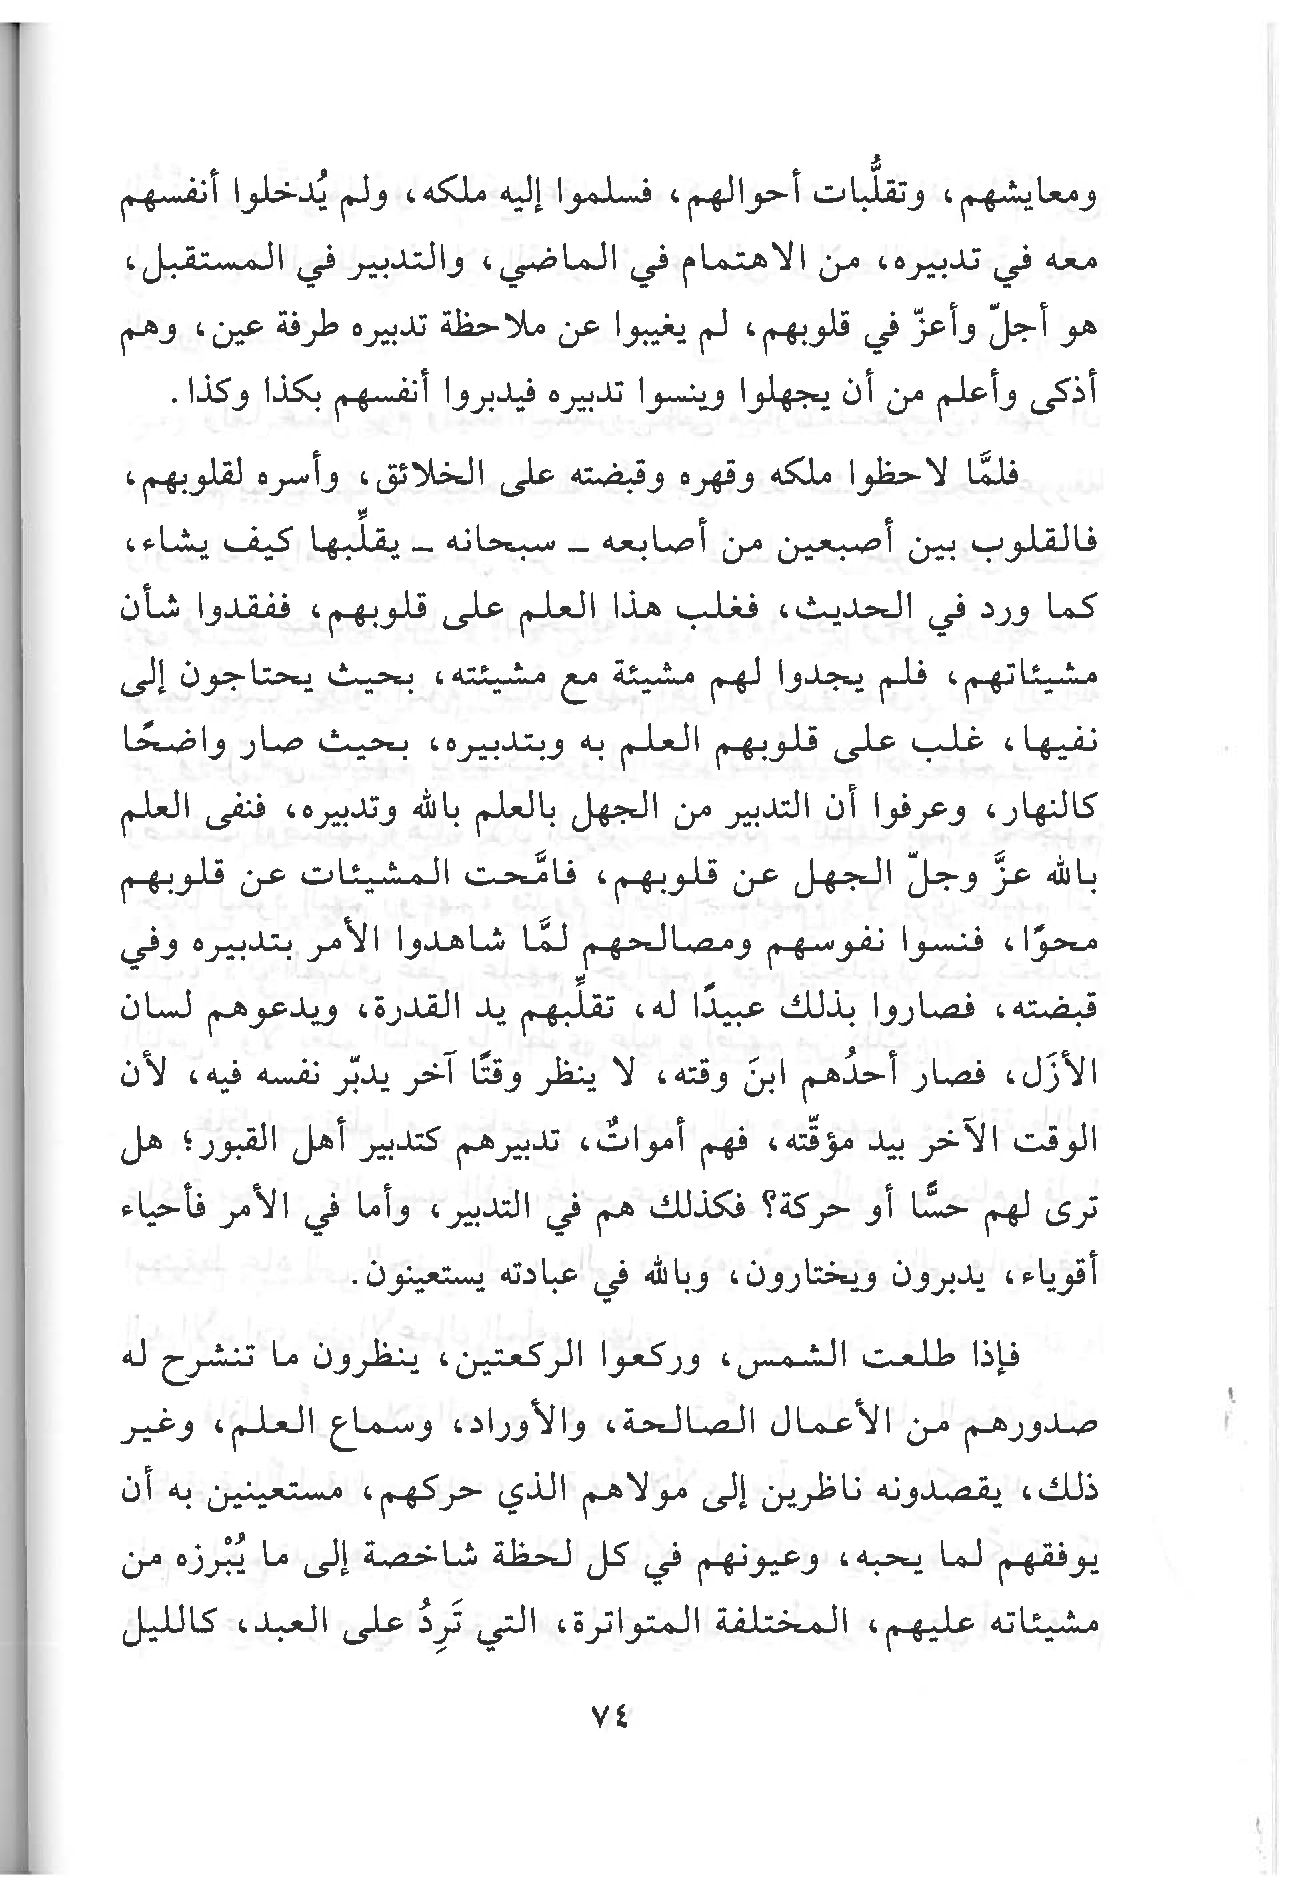 ومعايشهم، وتقلُّبات أحوالهم، فسلموا إليه ملكه، ولم يُدخلوا أنفسهم
معه في تدبيره، من الاهتمام في الماضي، والتدبير في المستقبل،
هو أجلّ وأعزّ في قلوبهم، لم يغيبوا عن ملاحظة تدبيره طرفة عين، وهم
أذكى وأعلم من أن يجهلوا وينسوا تدبيره فيدبروا أنفسهم بكذا وكذا.
فلمَّا لاحظوا ملكه وقهره وقبضته على الخلائق، وأسره لقلوبهم،
فالقلوب بين أصبعين من أصابعه – سبحانه – يقلِّبها كيف يشاء،
كما ورد في الحديث، فغلب هذا العلم على قلوبهم، ففقدوا شأن
مشيئاتهم، فلم يجدوا لهم مشيئة مع مشيئته، بحيث يحتاجون إلى
نفيها، غلب على قلوبهم العلم به وبتدبيره، بحيث صار واضحًا
كالنهار، وعرفوا أن التدبير من الجهل بالعلم بالله وتدبيره، فنفى العلم
بالله عزَّ وجلّ الجهل عن قلوبهم، فامَّحت المشيئات عن قلوبهم
محوًا، فنسوا نفوسهم ومصالحهم لمَّا شاهدوا الأمر بتدبيره وفي
قبضته، فصاروا بذلك عبيدًا له، تقلِّبهم يد القدرة، ويدعوهم لسان
الأزَل، فصار أحدُهم ابنَ وقته، لا ينظر وقتًا آخر يدبّر نفسه فيه، لأن
الوقت الآخر بيد مؤقّته، فهم أمواتٌ، تدبيرهم كتدبير أهل القبور؛ هل
ترى لهم حسًّا أو حركة؟ فكذلك هم في التدبير، وأما في الأمر فأحياء
أقوياء، يدبرون ويختارون، وبالله في عبادته يستعينون.
فإذا طلعت الشمس، وركعوا الركعتين، ينظرون ما تنشرح له
صدورهم من الأعمال الصالحة، والأوراد، وسماع العلم، وغير
ذلك، يقصدونه ناظرين إلى مولاهم الذي حركهم، مستعينين به أن
يوفقهم لما يحبه، وعيونهم في كل لحظة شاخصة إلى ما يُبْرزه من
مشيئاته عليهم، المختلفة المتواترة، التي تَرِدُ على العبد، كالليل
٧٤